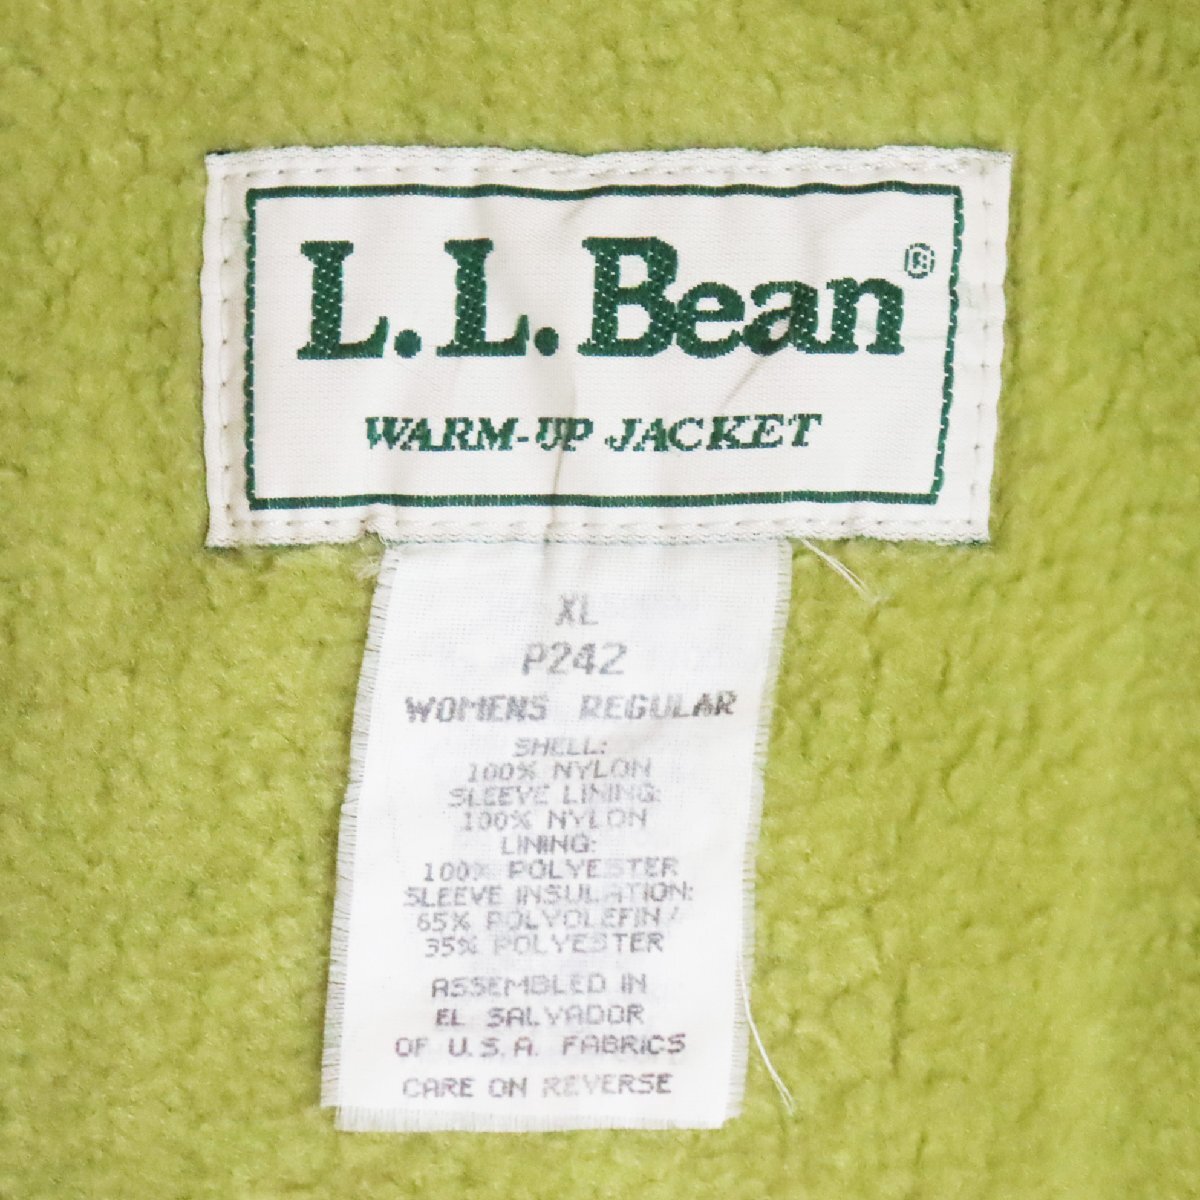 L.L.Bean®
WARM-UP JACKET
XL
P242
WOMENS REGULAR
SHELL:
100% NYLON
SLEEVE LINING:
100% NYLON
LINING:
100% POLYESTER
SLEEVE INSULATION:
65% POLYOLEFIN/
35% POLYESTER
ASSEMBLED IN
EL SALVADOR
OF U.S.A. FABRICS
CARE ON REVERSE